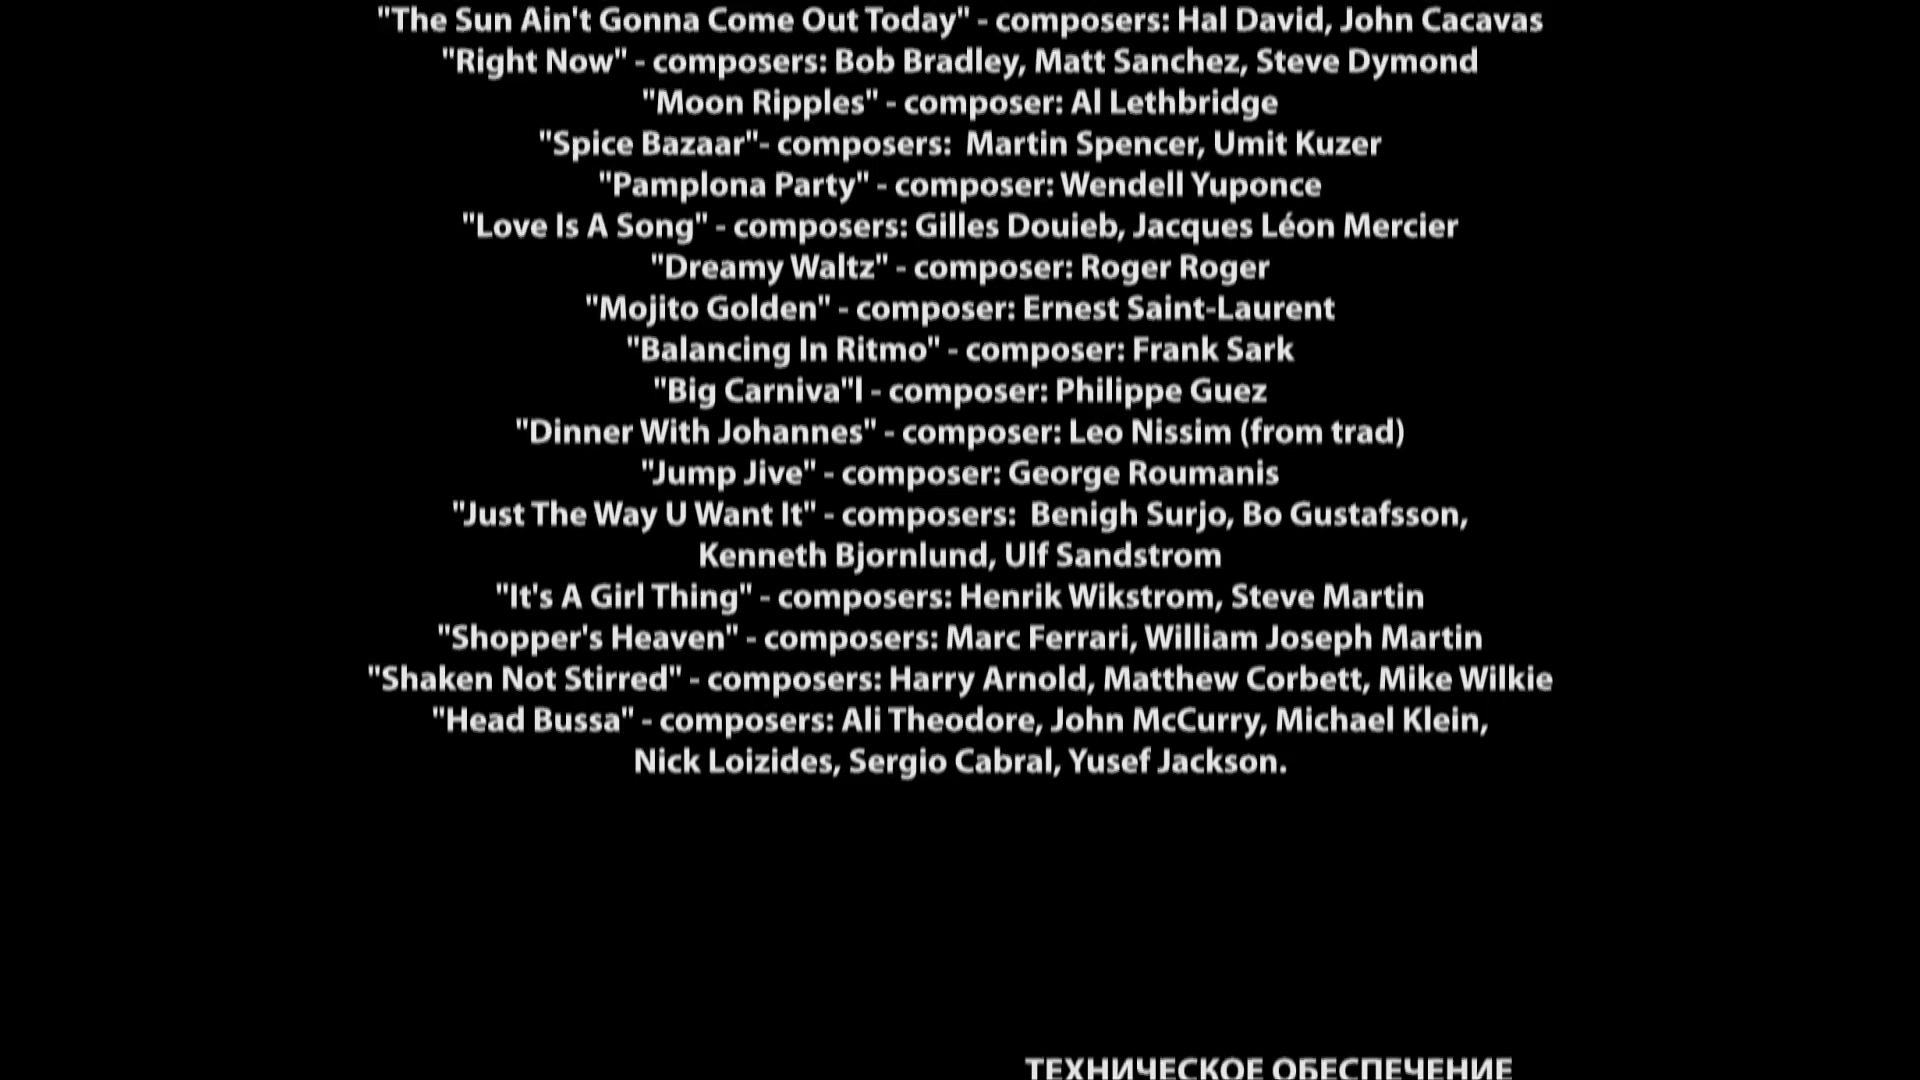 "The Sun Ain't Gonna Come Out Today" - composers: Hal David, John Cacavas
"Right Now" - composers: Bob Bradley, Matt Sanchez, Steve Dymond
"Moon Ripples" - composer: Al Lethbridge
"Spice Bazaar"- composers:  Martin Spencer, Umit Kuzer
"Pamplona Party" - composer: Wendell Yuponce
"Love Is A Song" - composers: Gilles Douieb, Jacques Léon Mercier
"Dreamy Waltz" - composer: Roger Roger
"Mojito Golden" - composer: Ernest Saint-Laurent
"Balancing In Ritmo" - composer: Frank Sark
"Big Carniva"l - composer: Philippe Guez
"Dinner With Johannes" - composer: Leo Nissim (from trad)
"Jump Jive" - composer: George Roumanis
"Just The Way U Want It" - composers:  Benigh Surjo, Bo Gustafsson,
Kenneth Bjornlund, Ulf Sandstrom
"It's A Girl Thing" - composers: Henrik Wikstrom, Steve Martin
"Shopper's Heaven" - composers: Marc Ferrari, William Joseph Martin
"Shaken Not Stirred" - composers: Harry Arnold, Matthew Corbett, Mike Wilkie
"Head Bussa" - composers: Ali Theodore, John McCurry, Michael Klein,
Nick Loizides, Sergio Cabral, Yusef Jackson.
ТЕХНИЧЕСКОЕ ОБЕСПЕЧЕНИЕ